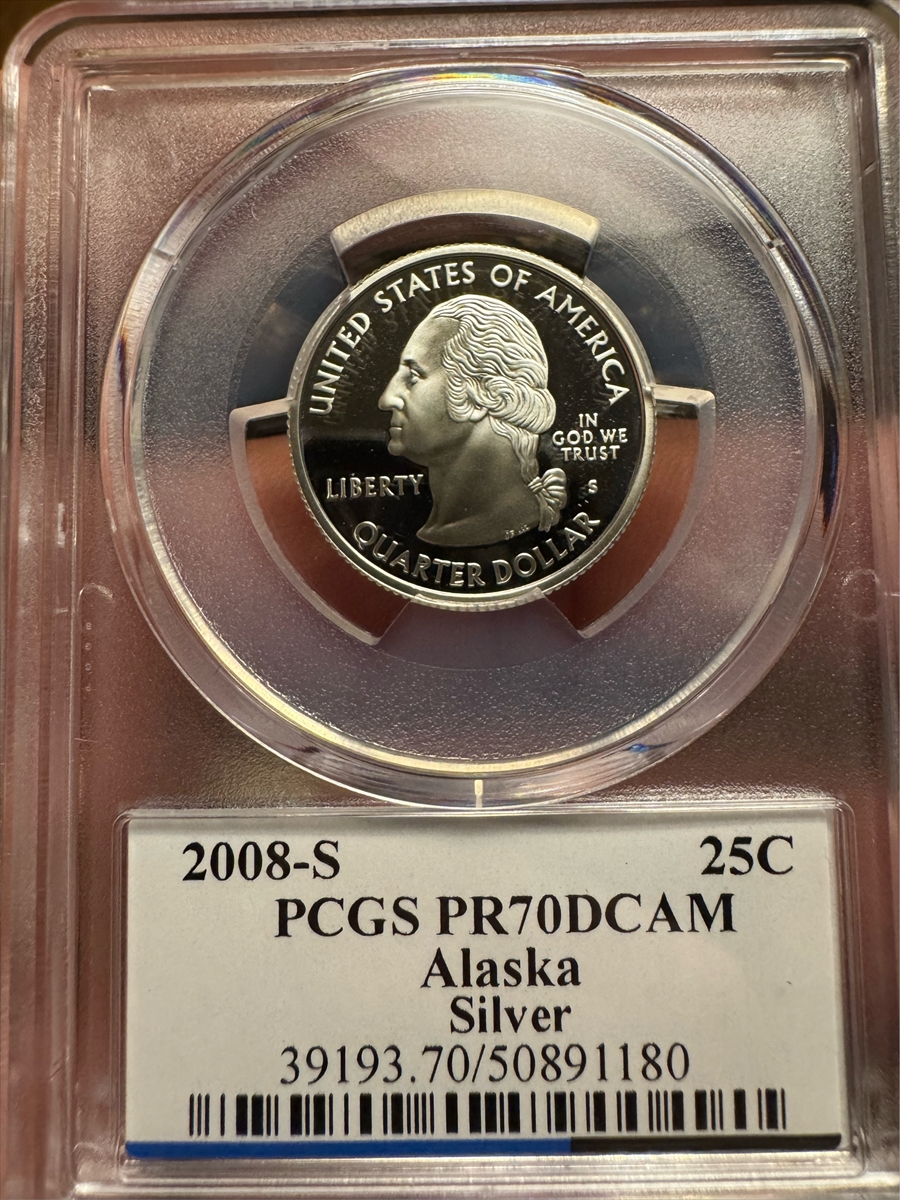 UNITED STATES OF AMERICA
IN
GOD WE
TRUST
LIBERTY
S
QUARTER DOLLAR
2008-S 25C
PCGS PR70DCAM
Alaska
Silver
39193.70/50891180